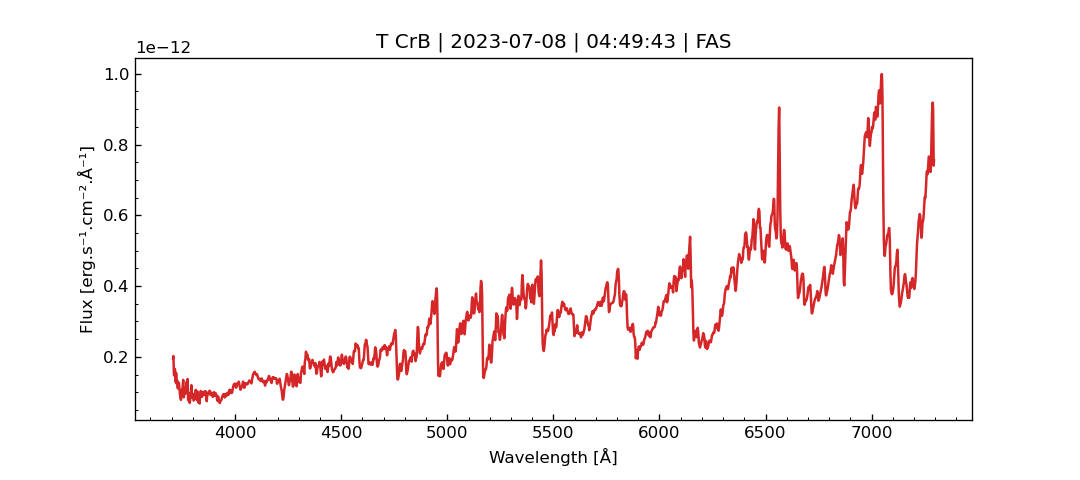 T CrB | 2023-07-08 | 04:49:43 | FAS
1e−12
1.0
0.8
0.6
0.4
0.2
Flux [erg.s⁻¹.cm⁻².Å⁻¹]
4000 4500 5000 5500 6000 6500 7000
Wavelength [Å]